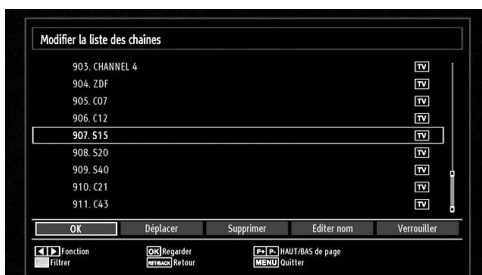 Modifier la liste des chaînes
903. CHANNEL 4 TV
904. ZDF TV
905. C07 TV
906. C12 TV
907. S15 TV
908. S20 TV
909. S40 TV
910. C21 TV
911. C43 TV
OK Déplacer Supprimer Editer nom Verrouiller
Fonction OK Regarder P+ P- HAUT/BAS de page
Filtrer Retour MENU Quitter